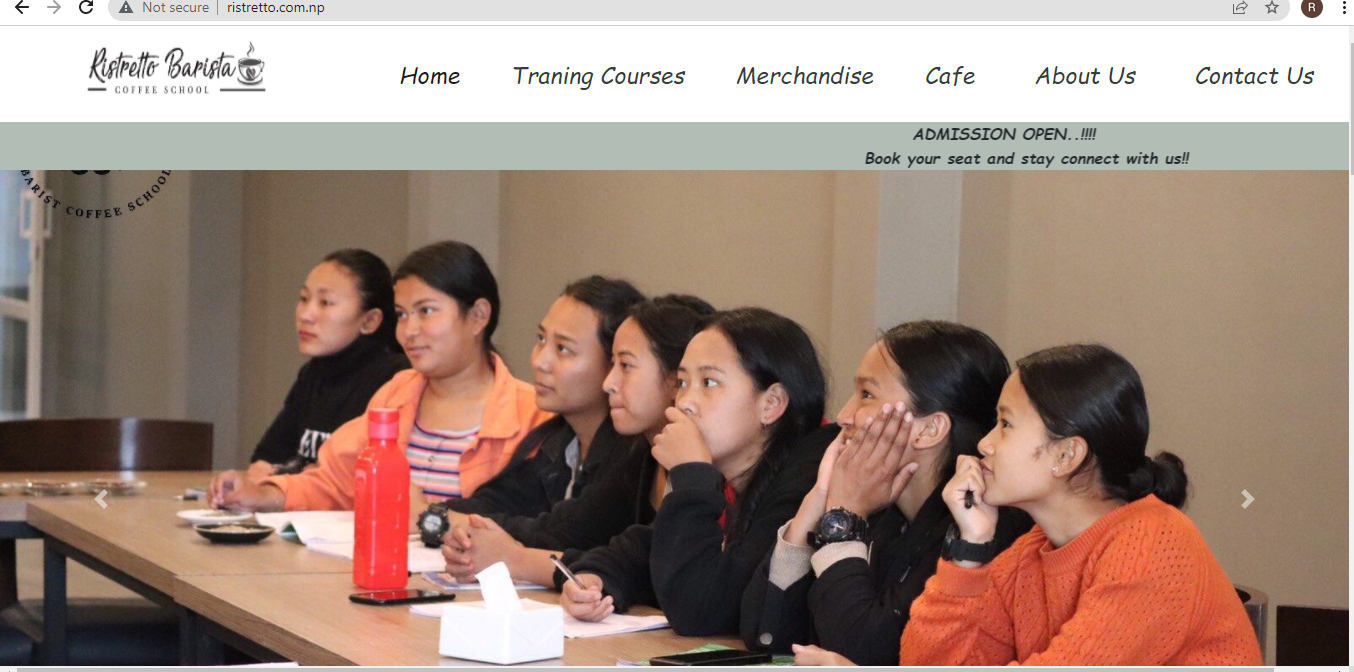 Not secure ristretto.com.np
R
Ristretto Barista
COFFEE SCHOOL
Home Traning Courses Merchandise Cafe About Us Contact Us
ADMISSION OPEN..!!!!
Book your seat and stay connect with us!!
BARIST COFFEE SCHOOL